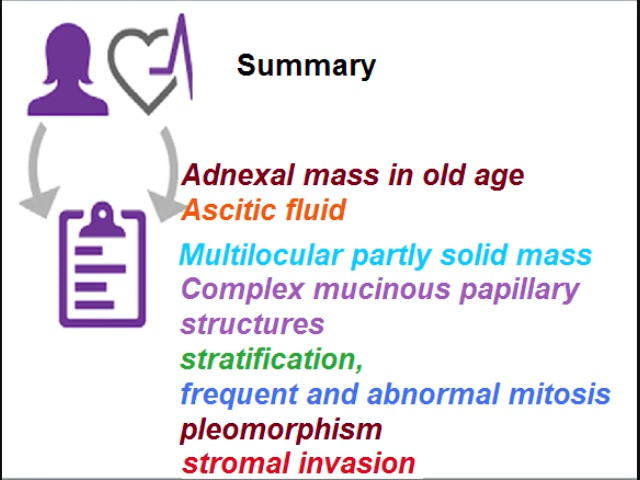 Summary
Adnexal mass in old age
Ascitic fluid
Multilocular partly solid mass
Complex mucinous papillary
structures
stratification,
frequent and abnormal mitosis
pleomorphism
stromal invasion